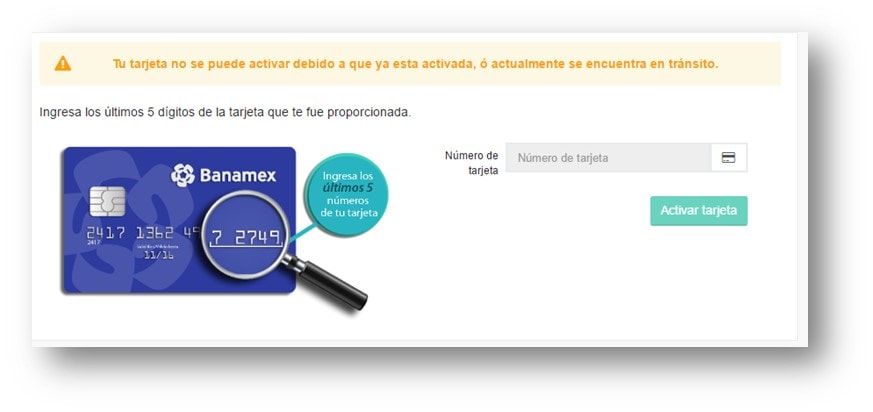 Tu tarjeta no se puede activar debido a que ya esta activada, ó actualmente se encuentra en tránsito.
Ingresa los últimos 5 dígitos de la tarjeta que te fue proporcionada.
Banamex
2417 1362 49
7 2749
2417
11/16
Ingresa los
últimos 5
números
de tu tarjeta
Número de
tarjeta
Número de tarjeta
Activar tarjeta